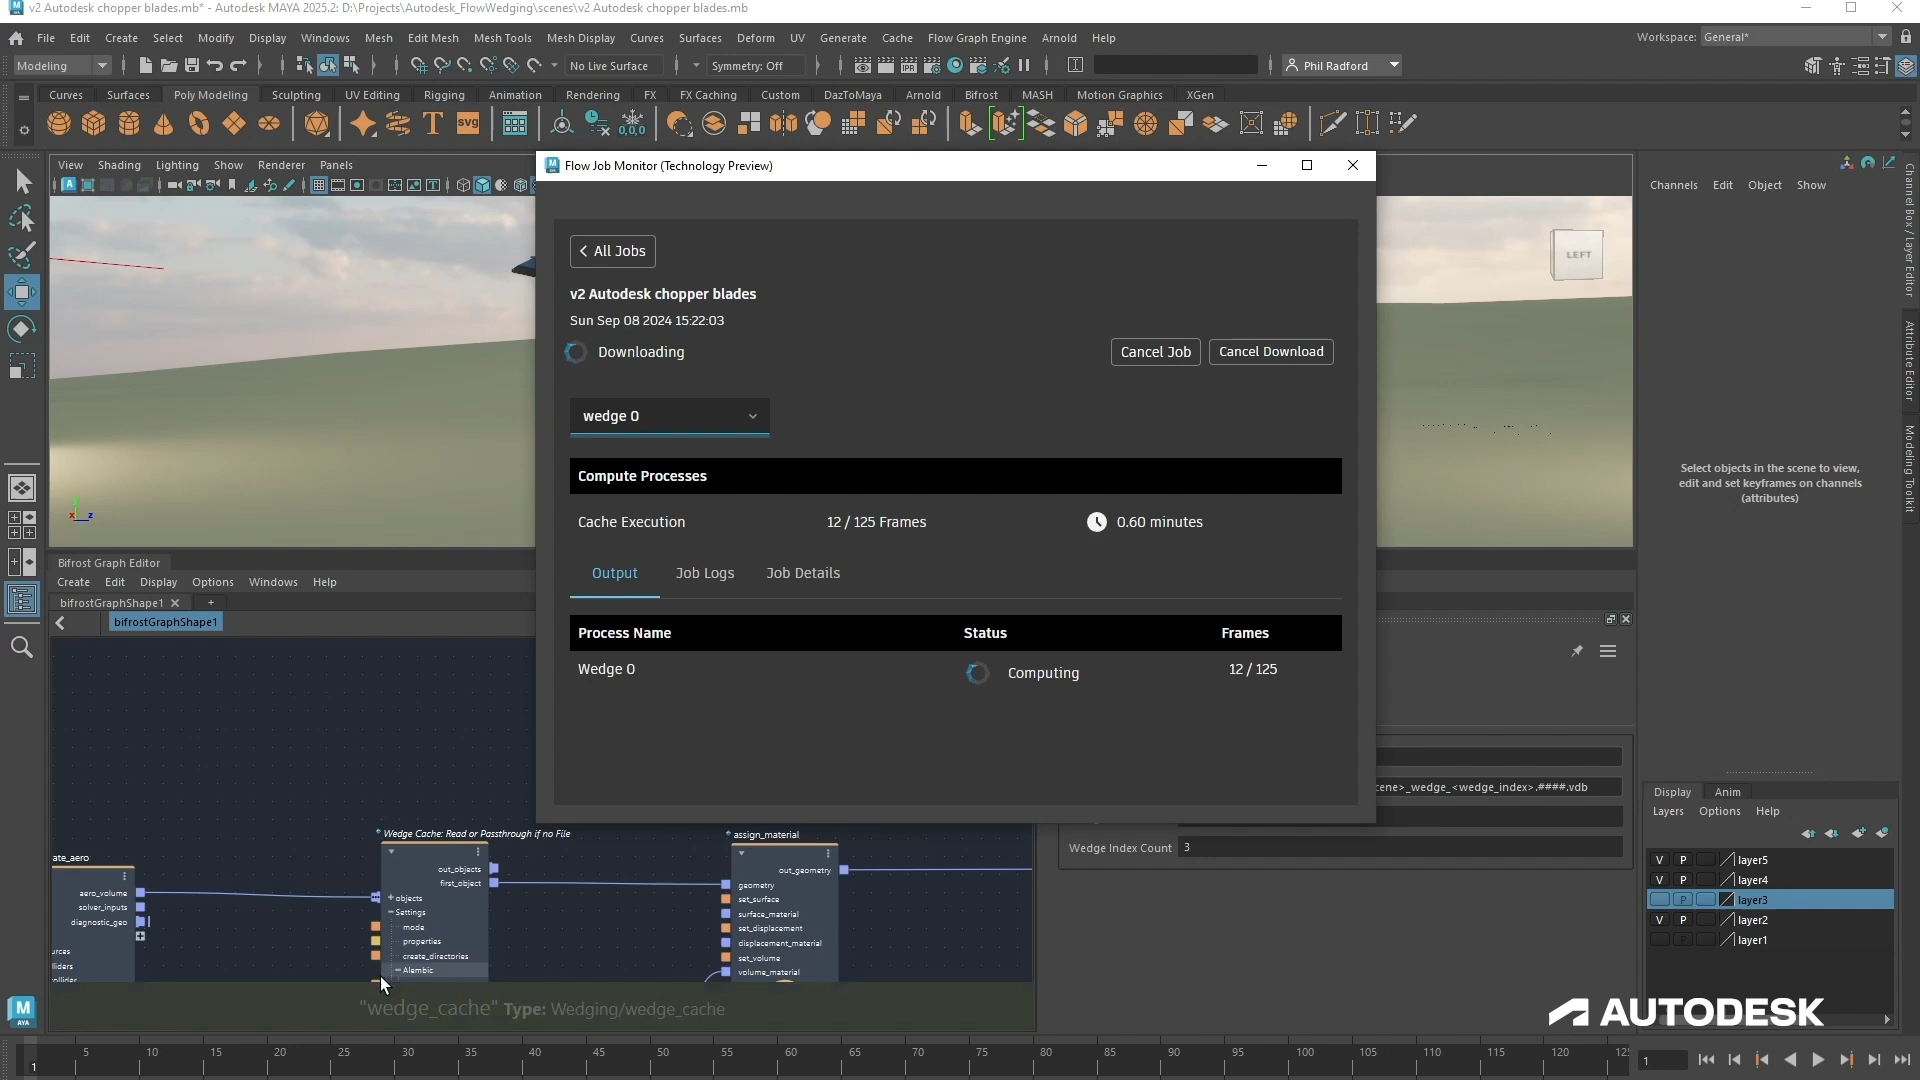 v2 Autodesk chopper blades.mb* - Autodesk MAYA 2025.2: D:\Projects\Autodesk_FlowWedging\scenes\v2 Autodesk chopper blades.mb
File Edit Create Select Modify Display Windows Mesh Edit Mesh Mesh Tools Mesh Display Curves Surfaces Deform UV Generate Cache Flow Graph Engine Arnold Help
Workspace: General*
Modeling No Live Surface Symmetry: Off Phil Radford
Curves Surfaces Poly Modeling Sculpting UV Editing Rigging Animation Rendering FX FX Caching Custom DazToMaya Arnold Bifrost MASH Motion Graphics XGen
View Shading Lighting Show Renderer Panels
Flow Job Monitor (Technology Preview)
Channels Edit Object Show
LEFT
Channel Box / Layer Editor
Attribute Editor
Modeling Toolkit
All Jobs
v2 Autodesk chopper blades
Sun Sep 08 2024 15:22:03
Downloading
Cancel Job
Cancel Download
wedge 0
Compute Processes
Cache Execution 12 / 125 Frames 0.60 minutes
Output Job Logs Job Details
Process Name Status Frames
Wedge 0 Computing 12 / 125
Select objects in the scene to view,
edit and set keyframes on channels
(attributes)
Bifrost Graph Editor
Create Edit Display Options Windows Help
bifrostGraphShape1
bifrostGraphShape1
cene>_wedge_<wedge_index>.####.vdb
Wedge Index Count 3
ate_aero
aero_volume
solver_inputs
diagnostic_geo
urces
lliders
Wedge Cache: Read or Passthrough if no File
out_objects
first_object
objects
Settings
mode
properties
create_directories
Alembic
assign_material
out_geometry
geometry
set_surface
surface_material
set_displacement
displacement_material
set_volume
volume_material
"wedge_cache" Type: Wedging/wedge_cache
Display Anim
Layers Options Help
V P layer5
V P layer4
P layer3
V P layer2
P layer1
AUTODESK
M
AYA
1 5 10 15 20 25 30 35 40 45 50 55 60 65 70 75 80 85 90 95 100 105 110 115 120 12
1